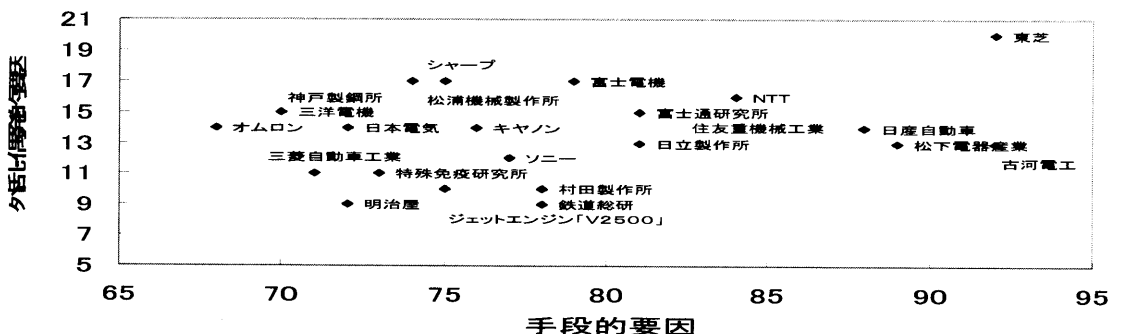 21
東芝
19
シャープ
17
富士電機
神戸製鋼所
松浦機械製作所
NTT
15
三洋電機
富士通研究所
オムロン
日本電気
キヤノン
住友重機械工業
日産自動車
13
日立製作所
松下電器産業
三菱自動車工業
ソニー
古河電工
11
特殊免疫研究所
村田製作所
9
明治屋
鉄道総研
ジェットエンジン「V2500」
7
5
65
70
75
80
85
90
95
手段的要因